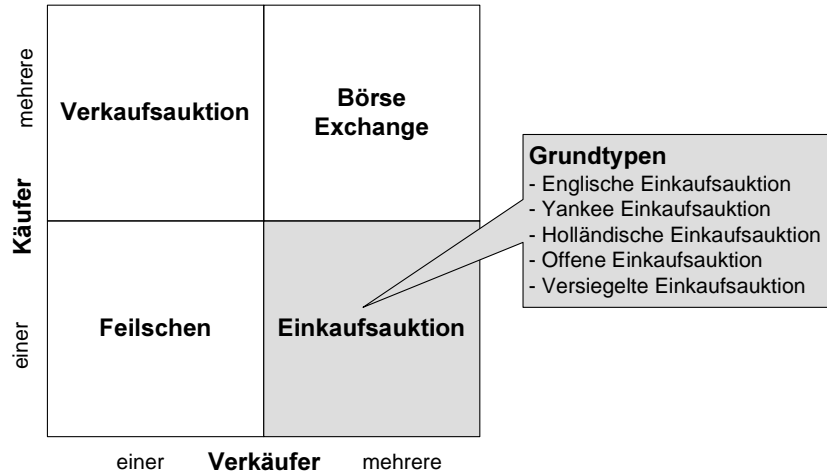 mehrere
Käufer
einer
Verkaufsauktion
Börse
Exchange
Feilschen
Einkaufsauktion
einer
Verkäufer
mehrere
Grundtypen
- Englische Einkaufsauktion
- Yankee Einkaufsauktion
- Holländische Einkaufsauktion
- Offene Einkaufsauktion
- Versiegelte Einkaufsauktion